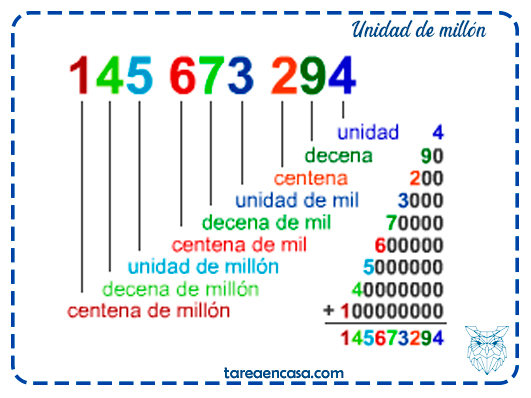 Unidad de millón
145 673 294
unidad 4
decena 90
centena 200
unidad de mil 3000
decena de mil 70000
centena de mil 600000
unidad de millón 5000000
decena de millón 40000000
centena de millón + 100000000
145673294
tareaencasa.com